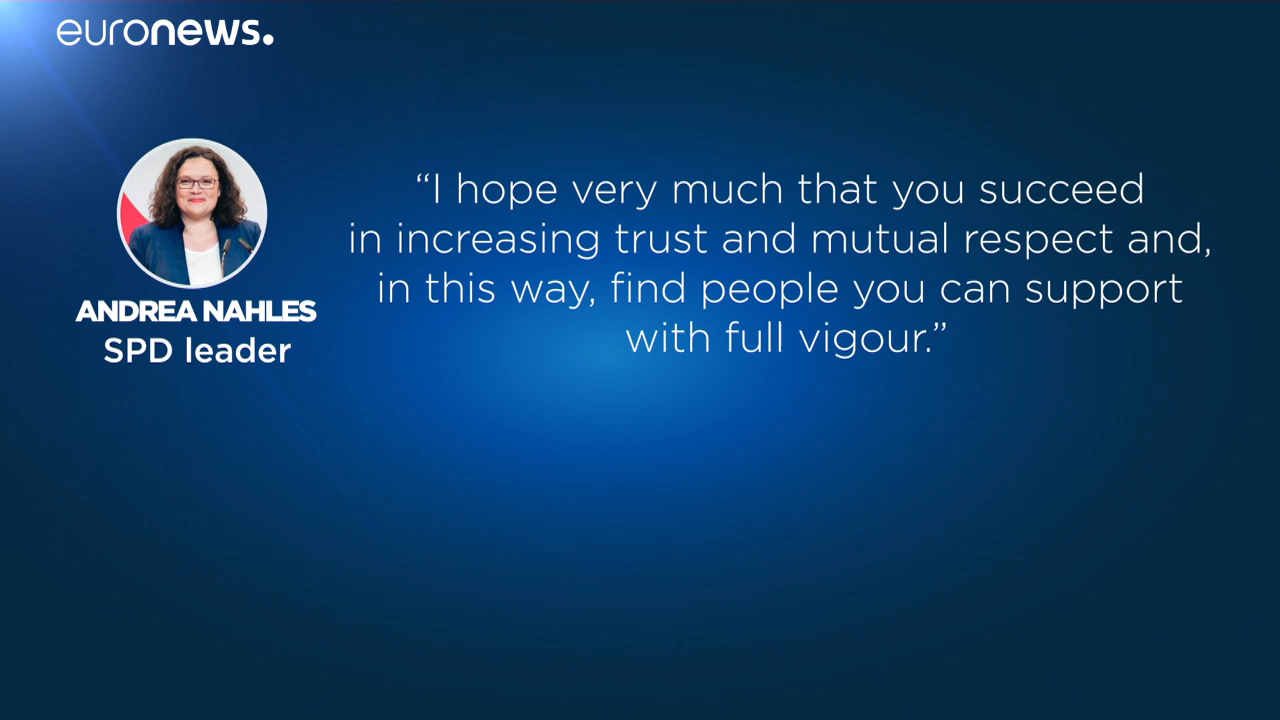 euronews.
ANDREA NAHLES
SPD leader
“I hope very much that you succeed
in increasing trust and mutual respect and,
in this way, find people you can support
with full vigour.”